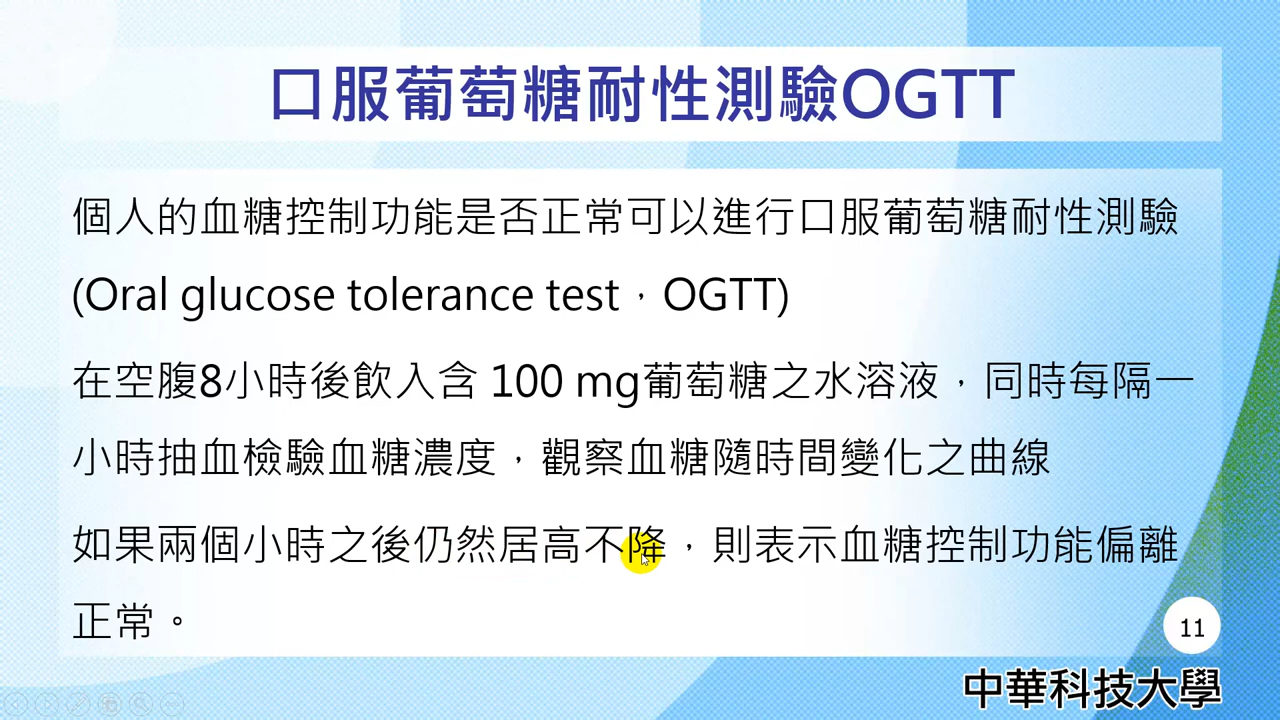 口服葡萄糖耐性測驗OGTT
個人的血糖控制功能是否正常可以進行口服葡萄糖耐性測驗
(Oral glucose tolerance test，OGTT)
在空腹8小時後飲入含 100 mg葡萄糖之水溶液，同時每隔一
小時抽血檢驗血糖濃度，觀察血糖隨時間變化之曲線
如果兩個小時之後仍然居高不降，則表示血糖控制功能偏離
正常。
11
中華科技大學